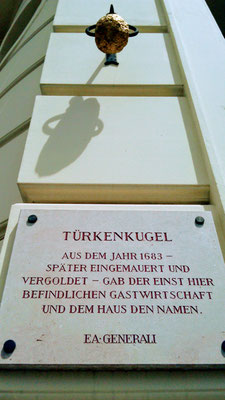 TÜRKENKUGEL
AUS DEM JAHR 1683 –
SPÄTER EINGEMAUERT UND
VERGOLDET – GAB DER EINST HIER
BEFINDLICHEN GASTWIRTSCHAFT
UND DEM HAUS DEN NAMEN.
EA-GENERALI